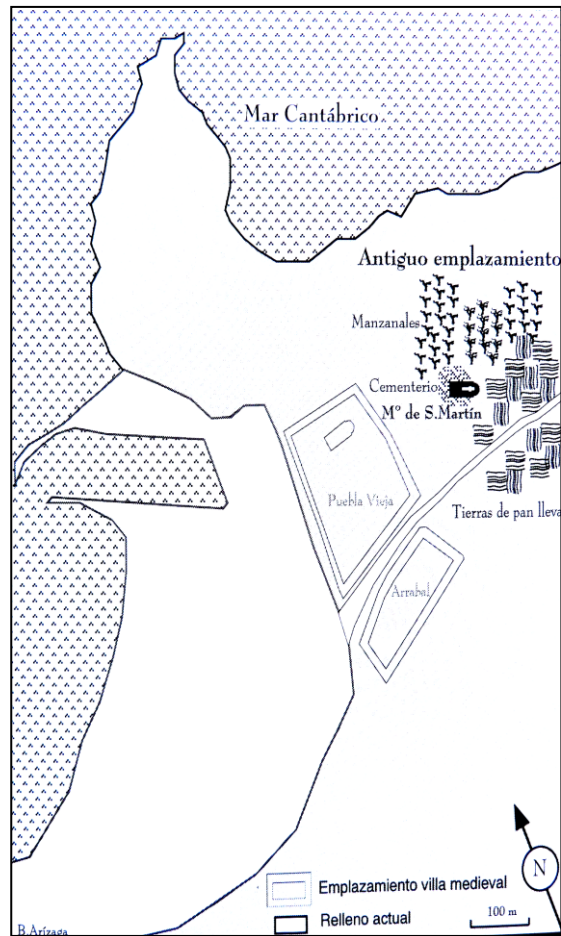 Mar Cantábrico
Antiguo emplazamiento
Manzanales
Cementerio
Mº de S.Martín
Puebla Vieja
Tierras de pan lleva
Arrabal
N
Emplazamiento villa medieval
Relleno actual
100 m
B.Arízaga